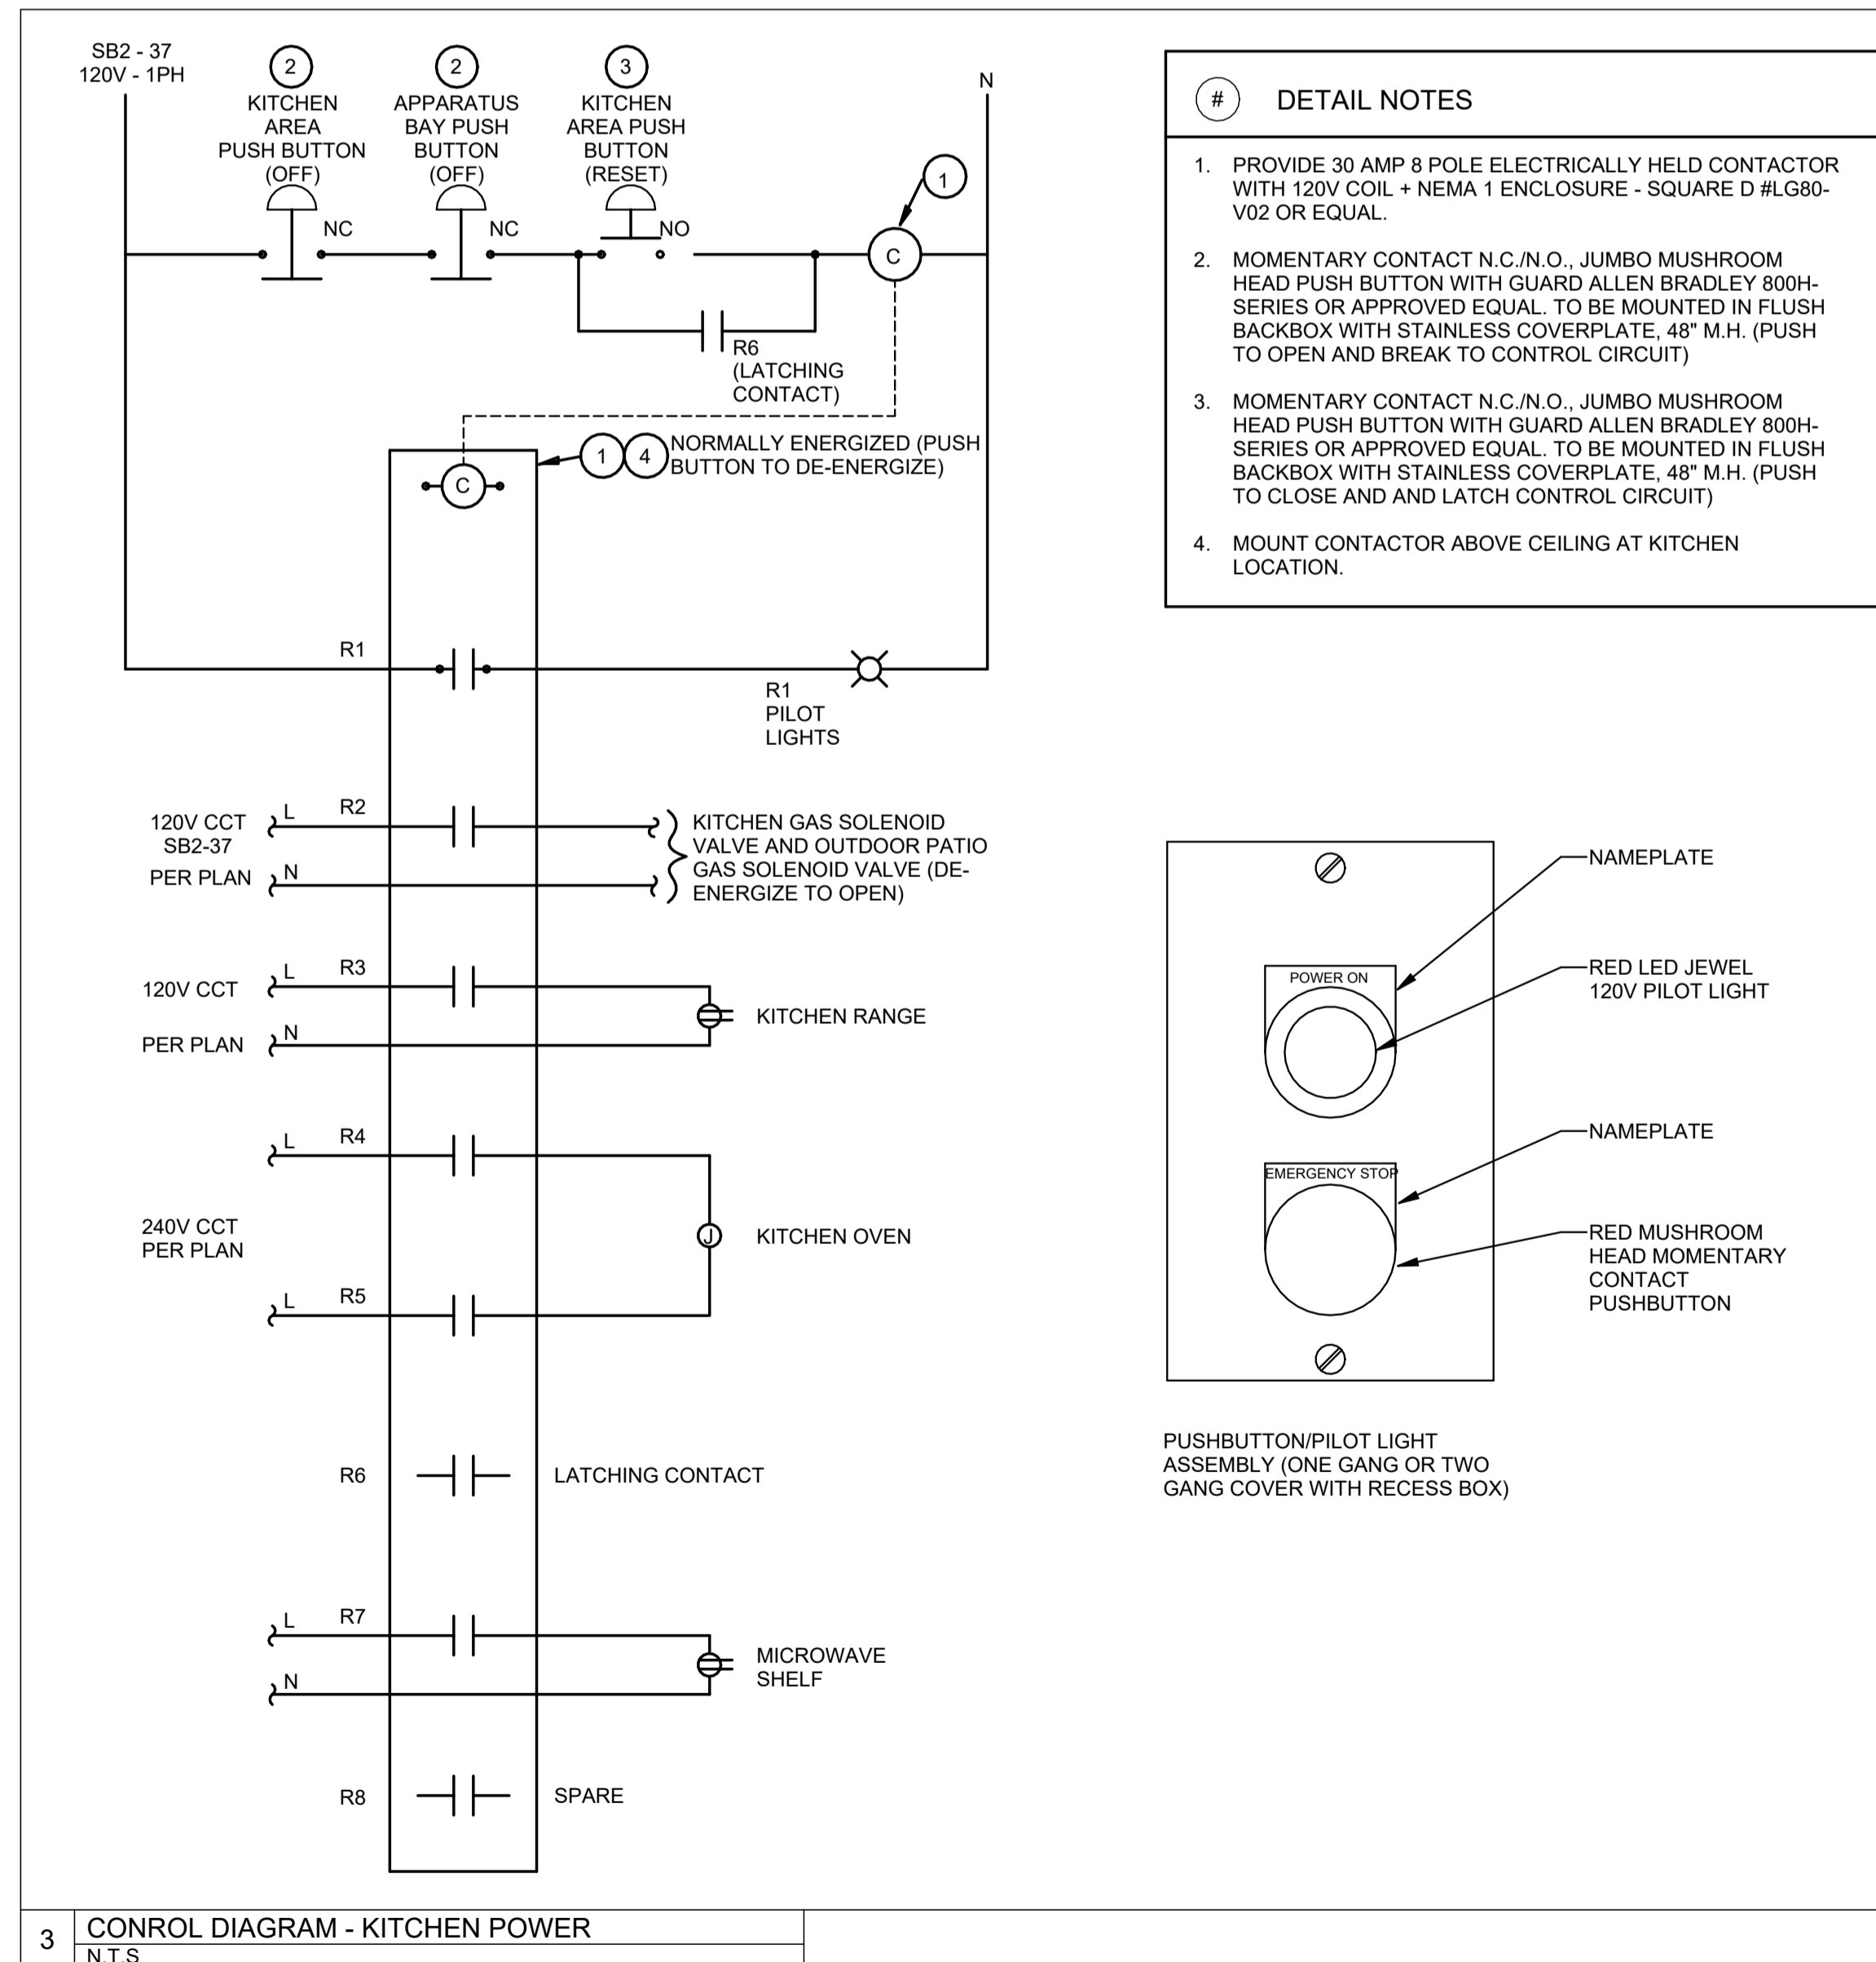 SB2 - 37
120V - 1PH
2
KITCHEN
AREA
PUSH BUTTON
(OFF)
NC
2
APPARATUS
BAY PUSH
BUTTON
(OFF)
NC
3
KITCHEN
AREA PUSH
BUTTON
(RESET)
NO
N
1
C
R6
(LATCHING
CONTACT)
1 4 NORMALLY ENERGIZED (PUSH
BUTTON TO DE-ENERGIZE)
C
R1
R1
PILOT
LIGHTS
120V CCT
SB2-37
PER PLAN
L
R2
N
KITCHEN GAS SOLENOID
VALVE AND OUTDOOR PATIO
GAS SOLENOID VALVE (DE-
ENERGIZE TO OPEN)
120V CCT
PER PLAN
L
R3
N
KITCHEN RANGE
L
R4
240V CCT
PER PLAN
J
KITCHEN OVEN
L
R5
R6
LATCHING CONTACT
L
R7
N
MICROWAVE
SHELF
R8
SPARE
# DETAIL NOTES
1. PROVIDE 30 AMP 8 POLE ELECTRICALLY HELD CONTACTOR
WITH 120V COIL + NEMA 1 ENCLOSURE - SQUARE D #LG80-
V02 OR EQUAL.
2. MOMENTARY CONTACT N.C./N.O., JUMBO MUSHROOM
HEAD PUSH BUTTON WITH GUARD ALLEN BRADLEY 800H-
SERIES OR APPROVED EQUAL. TO BE MOUNTED IN FLUSH
BACKBOX WITH STAINLESS COVERPLATE, 48" M.H. (PUSH
TO OPEN AND BREAK TO CONTROL CIRCUIT)
3. MOMENTARY CONTACT N.C./N.O., JUMBO MUSHROOM
HEAD PUSH BUTTON WITH GUARD ALLEN BRADLEY 800H-
SERIES OR APPROVED EQUAL. TO BE MOUNTED IN FLUSH
BACKBOX WITH STAINLESS COVERPLATE, 48" M.H. (PUSH
TO CLOSE AND AND LATCH CONTROL CIRCUIT)
4. MOUNT CONTACTOR ABOVE CEILING AT KITCHEN
LOCATION.
NAMEPLATE
POWER ON
RED LED JEWEL
120V PILOT LIGHT
NAMEPLATE
EMERGENCY STOP
RED MUSHROOM
HEAD MOMENTARY
CONTACT
PUSHBUTTON
PUSHBUTTON/PILOT LIGHT
ASSEMBLY (ONE GANG OR TWO
GANG COVER WITH RECESS BOX)
3
CONROL DIAGRAM - KITCHEN POWER
N.T.S